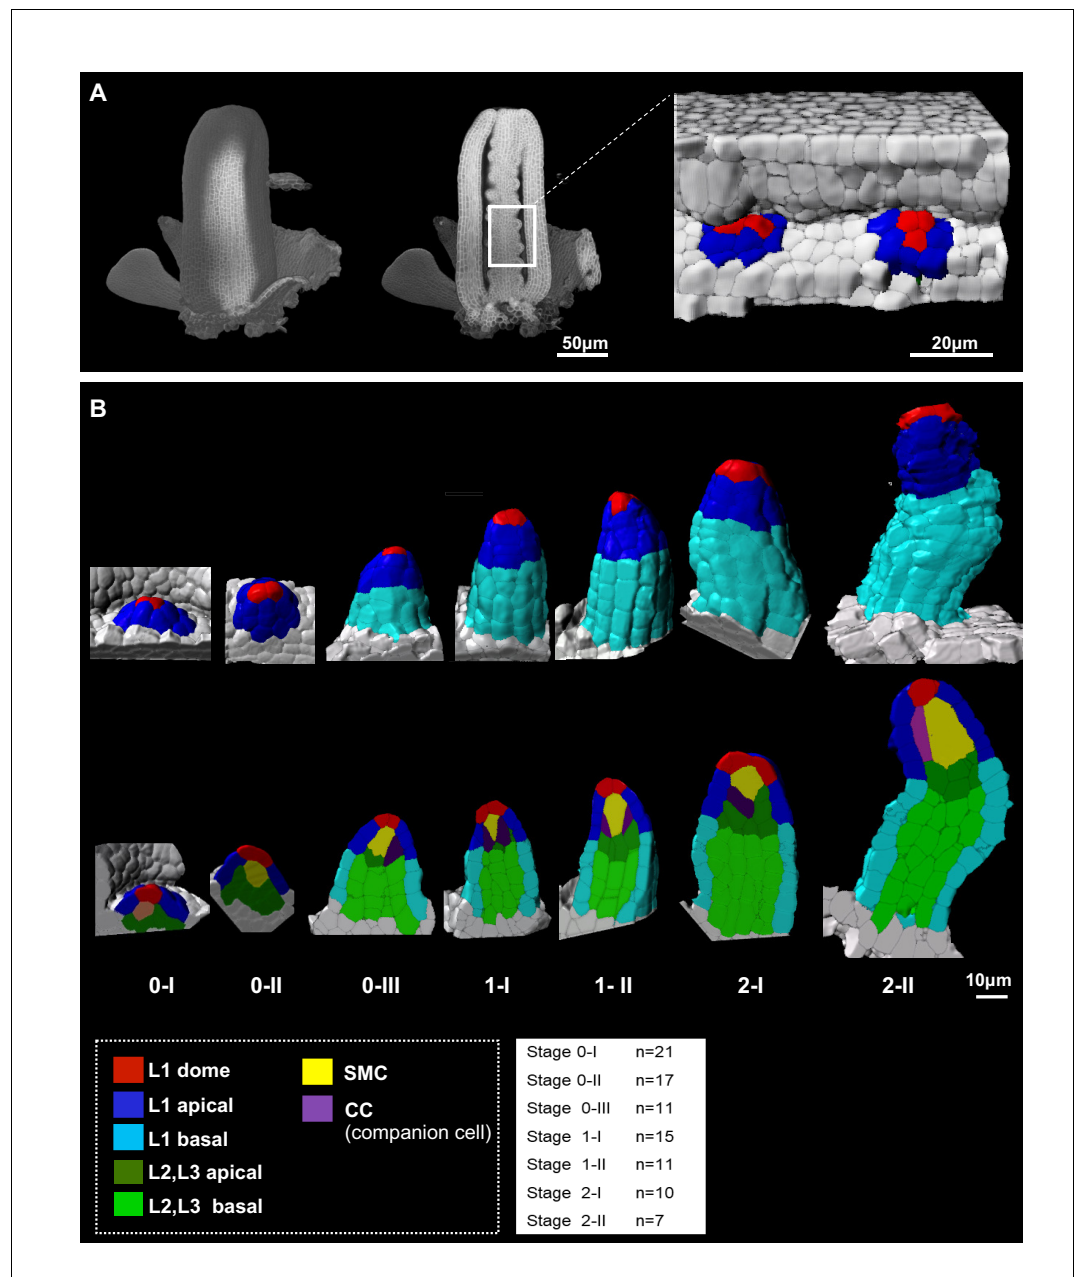 A
50µm
20µm
B
0-I 0-II 0-III 1-I 1- II 2-I 2-II
10µm
L1 dome
L1 apical
L1 basal
L2,L3 apical
L2,L3 basal
SMC
CC
(companion cell)
Stage 0-I n=21
Stage 0-II n=17
Stage 0-III n=11
Stage 1-I n=15
Stage 1-II n=11
Stage 2-I n=10
Stage 2-II n=7